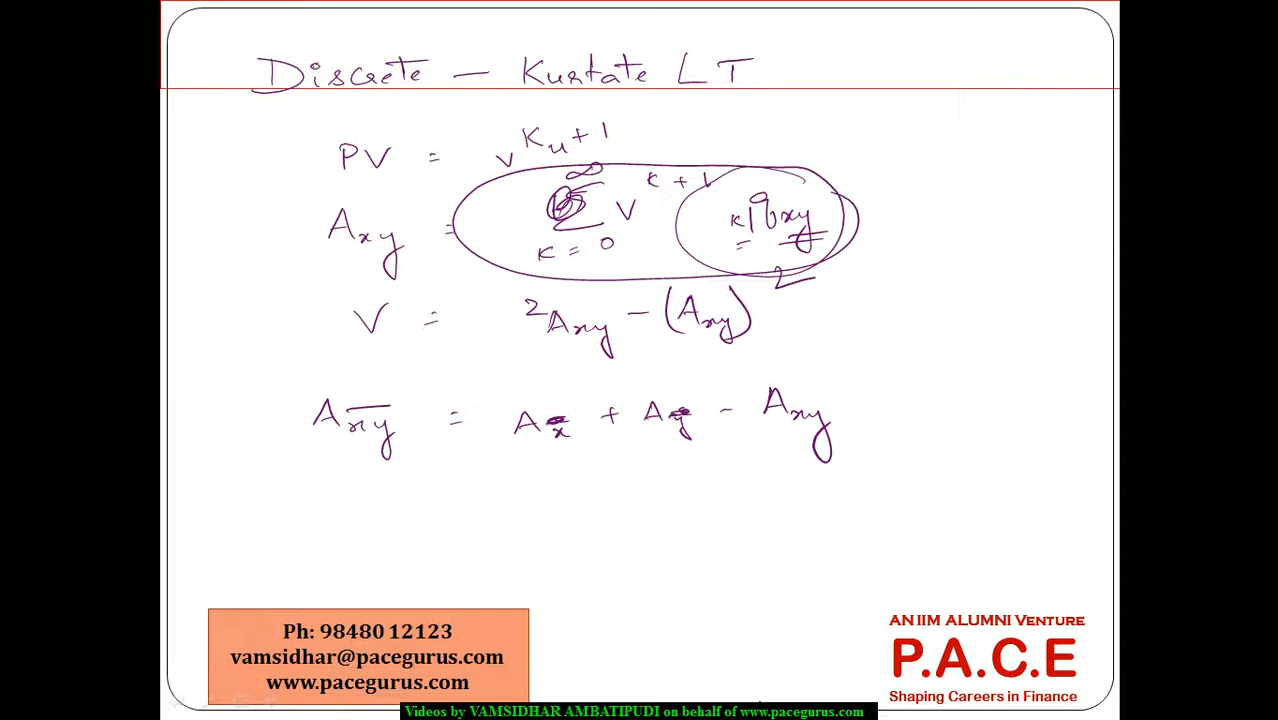 Discrete – Kurtate LT
PV = v^{Ku+1}
Axy = ∞ Σ K=0 v^{K+1} K|qxy
V = ²Axy – (Axy)²
A\overline{xy} = Ax + Ay – Axy
Ph: 98480 12123
vamsidhar@pacegurus.com
www.pacegurus.com
AN IIM ALUMNI VENTURE
P.A.C.E
Shaping Careers in Finance
Videos by VAMSIDHAR AMBATIPUDI on behalf of www.pacegurus.com